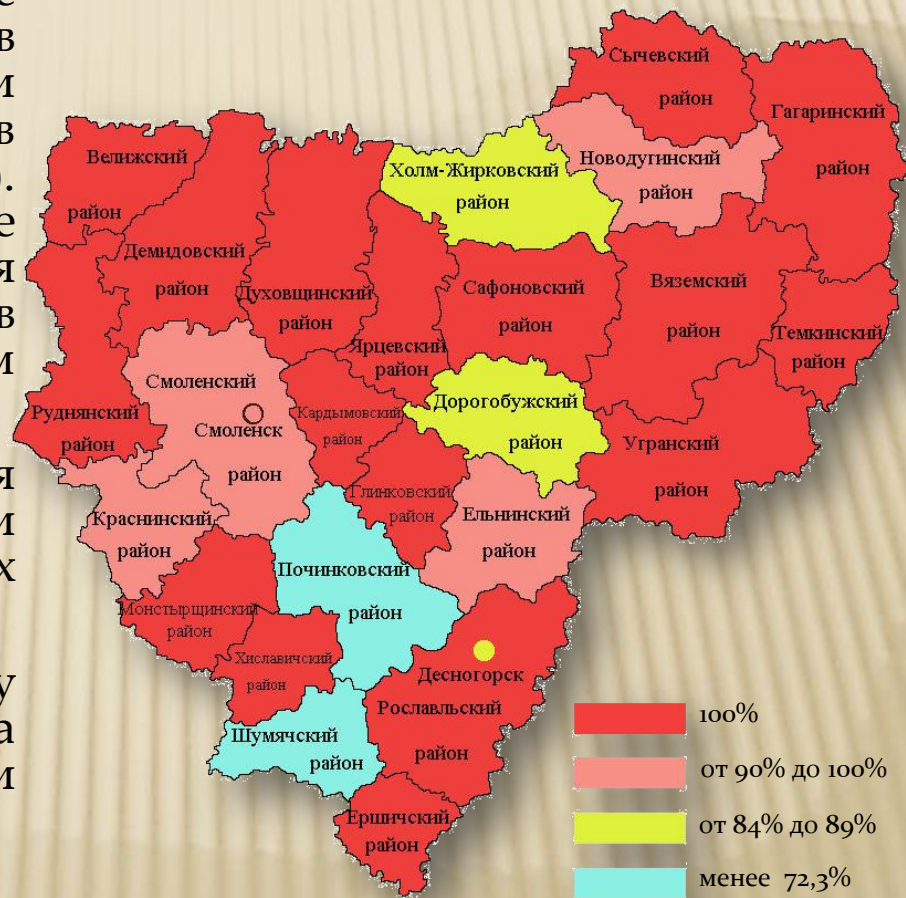 в
и
в
).
е
я
в
м
я
и
х
у
а
и
Сычевский
район
Гагаринский
район
Велижский
район
Холм-Жирковский
район
Новодугинский
район
Демидовский
район
Духовщинский
район
Сафоновский
район
Вяземский
район
Ярцевский
район
Темкинский
район
Смоленский
Смоленск
район
Руднянский
район
Кардымовский
район
Дорогобужский
район
Угранский
район
Глинковский
район
Краснинский
район
Ельнинский
район
Починковский
район
Монстырщинский
район
Хиславичский
район
Десногорск
Рославльский
район
Шумячский
район
Ершичский
район
100%
от 90% до 100%
от 84% до 89%
менее 72,3%